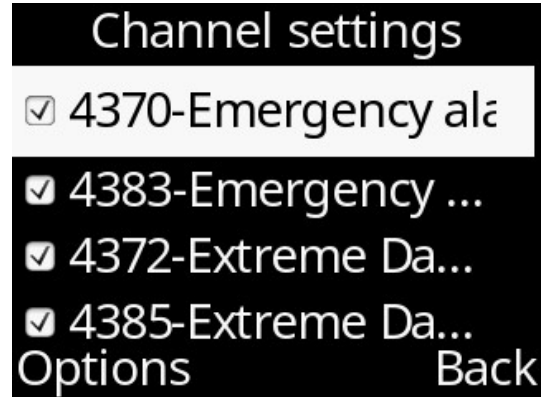 Channel settings
4370-Emergency ala
4383-Emergency ...
4372-Extreme Da...
4385-Extreme Da...
Options Back